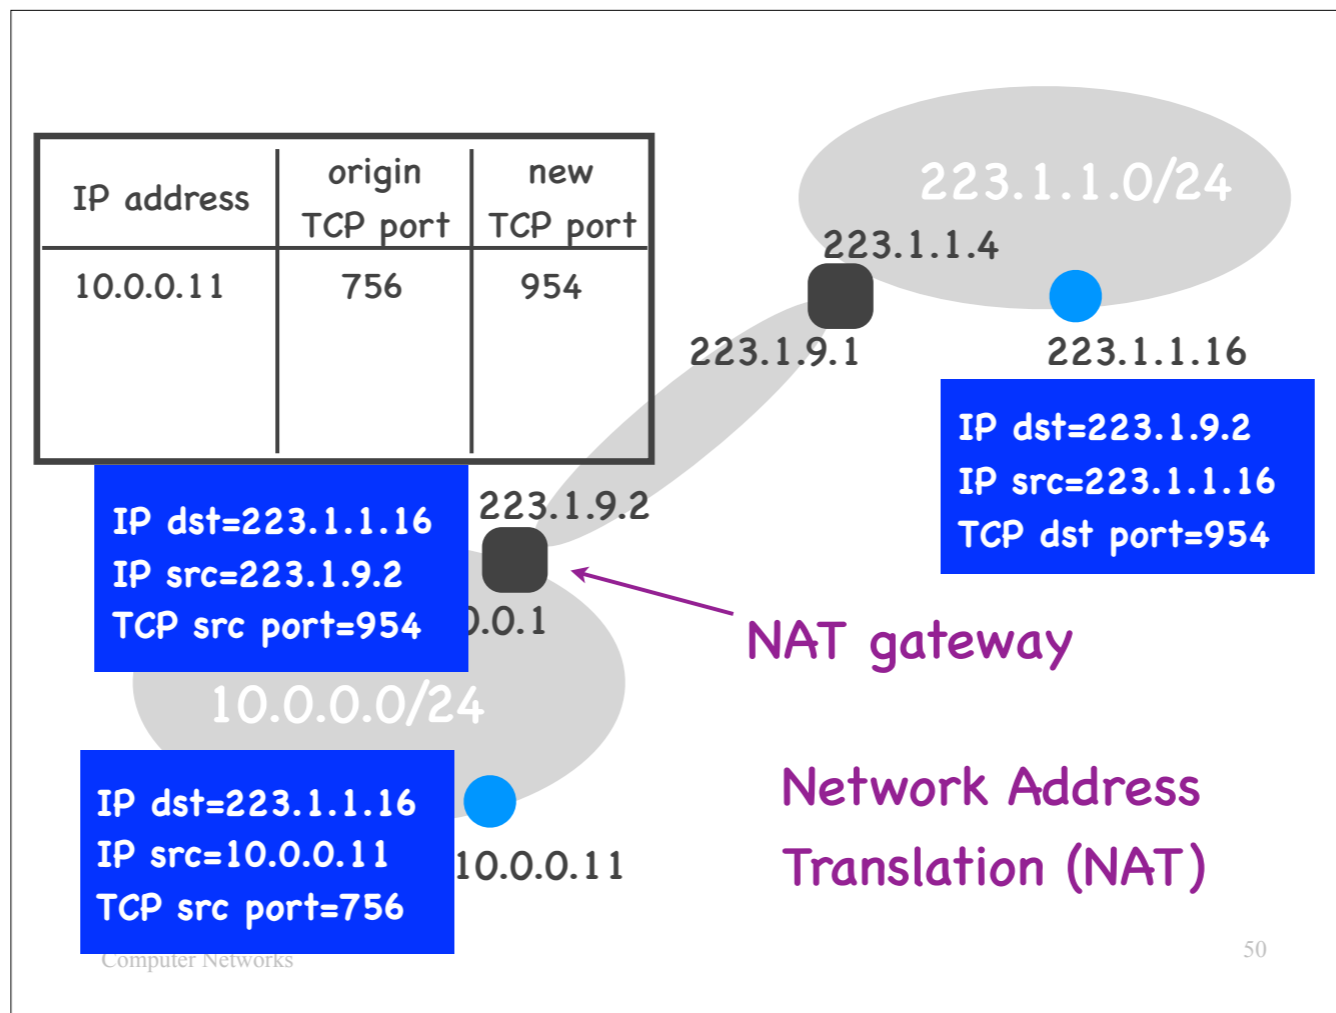 IP address
origin
TCP port
new
TCP port
10.0.0.11
756
954
223.1.1.0/24
223.1.1.4
223.1.9.1
223.1.1.16
IP dst=223.1.9.2
IP src=223.1.1.16
TCP dst port=954
IP dst=223.1.1.16
IP src=223.1.9.2
TCP src port=954
223.1.9.2
0.0.1
NAT gateway
10.0.0.0/24
IP dst=223.1.1.16
IP src=10.0.0.11
TCP src port=756
10.0.0.11
Network Address
Translation (NAT)
Computer Networks
50